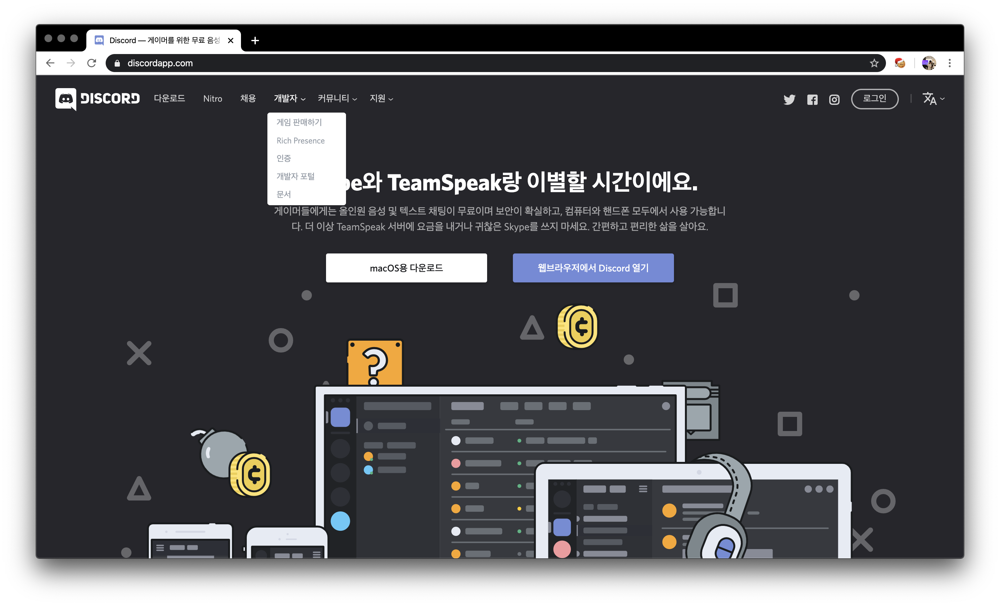 Discord — 게이머를 위한 무료 음성
discordapp.com
DISCORD 다운로드 Nitro 채용 개발자 커뮤니티 지원 로그인
게임 판매하기
Rich Presence
인증
개발자 포털
문서
pe와 TeamSpeak랑 이별할 시간이에요.
게이머들에게는 올인원 음성 및 텍스트 채팅이 무료이며 보안이 확실하고, 컴퓨터와 핸드폰 모두에서 사용 가능합니
다. 더 이상 TeamSpeak 서버에 요금을 내거나 귀찮은 Skype를 쓰지 마세요. 간편하고 편리한 삶을 살아요.
macOS용 다운로드 웹브라우저에서 Discord 열기